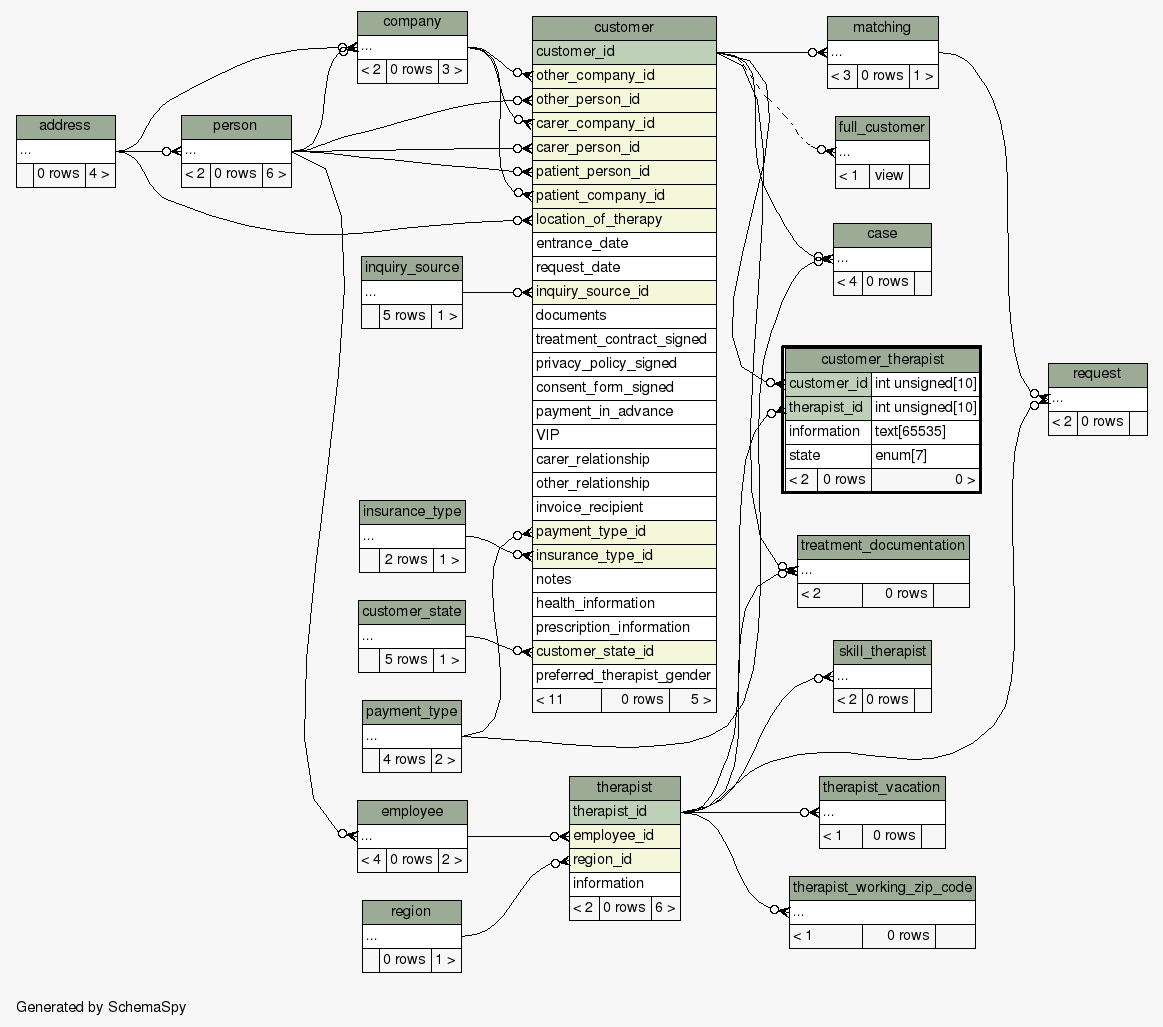 company
...
< 2 0 rows 3 >
address
...
0 rows 4 >
person
...
< 2 0 rows 6 >
customer
customer_id
other_company_id
other_person_id
carer_company_id
carer_person_id
patient_person_id
patient_company_id
location_of_therapy
entrance_date
request_date
inquiry_source_id
documents
treatment_contract_signed
privacy_policy_signed
consent_form_signed
payment_in_advance
VIP
carer_relationship
other_relationship
invoice_recipient
payment_type_id
insurance_type_id
notes
health_information
prescription_information
customer_state_id
preferred_therapist_gender
< 11 0 rows 5 >
matching
...
< 3 0 rows 1 >
full_customer
...
< 1 view
case
...
< 4 0 rows
inquiry_source
...
5 rows 1 >
customer_therapist
customer_id int unsigned[10]
therapist_id int unsigned[10]
information text[65535]
state enum[7]
< 2 0 rows 0 >
request
...
< 2 0 rows
insurance_type
...
2 rows 1 >
customer_state
...
5 rows 1 >
payment_type
...
4 rows 2 >
treatment_documentation
...
< 2 0 rows
skill_therapist
...
< 2 0 rows
employee
...
< 4 0 rows 2 >
therapist
therapist_id
employee_id
region_id
information
< 2 0 rows 6 >
therapist_vacation
...
< 1 0 rows
therapist_working_zip_code
...
< 1 0 rows
region
...
0 rows 1 >
Generated by SchemaSpy